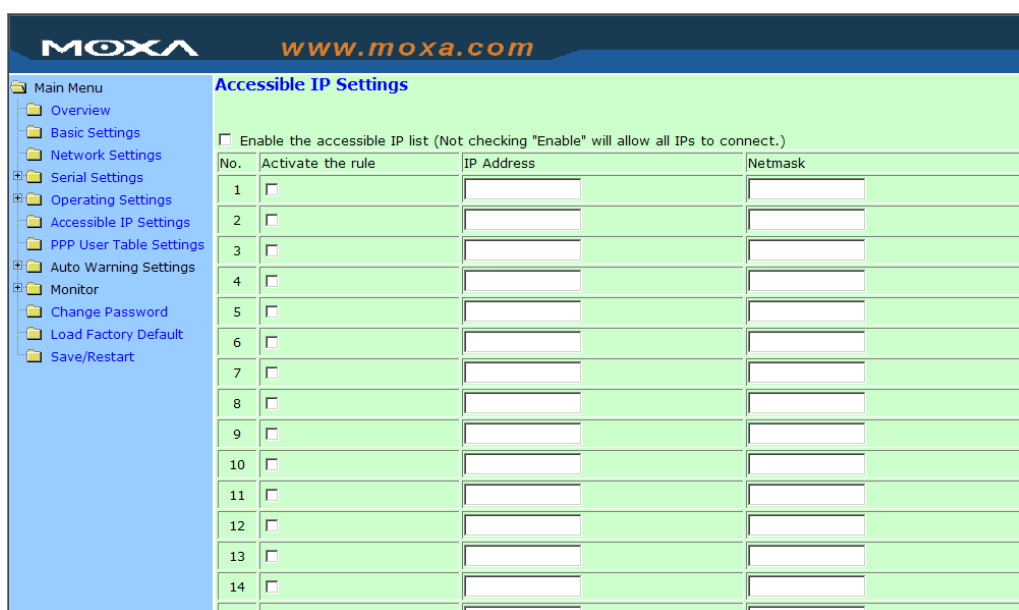 MOXA www.moxa.com
Main Menu
Overview
Basic Settings
Network Settings
Serial Settings
Operating Settings
Accessible IP Settings
PPP User Table Settings
Auto Warning Settings
Monitor
Change Password
Load Factory Default
Save/Restart
Accessible IP Settings
Enable the accessible IP list (Not checking "Enable" will allow all IPs to connect.)
No. Activate the rule IP Address Netmask
1
2
3
4
5
6
7
8
9
10
11
12
13
14